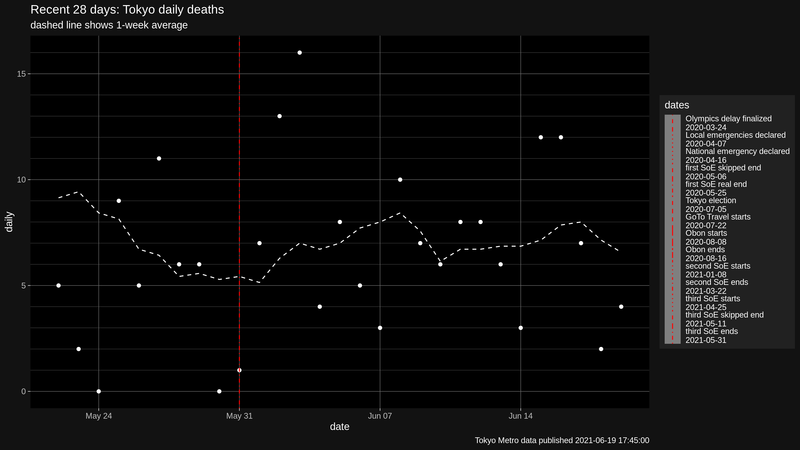 Recent 28 days: Tokyo daily deaths
dashed line shows 1-week average
15
10
5
0
daily
May 24
May 31
Jun 07
Jun 14
date
Tokyo Metro data published 2021-06-19 17:45:00
dates
Olympics delay finalized
2020-03-24
Local emergencies declared
2020-04-07
National emergency declared
2020-04-16
first SoE skipped end
2020-05-06
first SoE real end
2020-05-25
Tokyo election
2020-07-05
GoTo Travel starts
2020-07-22
Obon starts
2020-08-08
Obon ends
2020-08-16
second SoE starts
2021-01-08
second SoE ends
2021-03-22
third SoE starts
2021-04-25
third SoE skipped end
2021-05-11
third SoE ends
2021-05-31